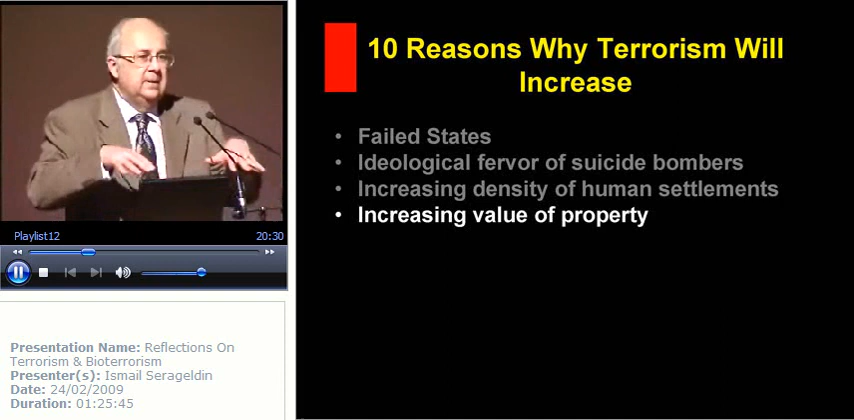 10 Reasons Why Terrorism Will
Increase
• Failed States
• Ideological fervor of suicide bombers
• Increasing density of human settlements
• Increasing value of property
Playlist12
20:30
Presentation Name: Reflections On
Terrorism & Bioterrorism
Presenter(s): Ismail Serageldin
Date: 24/02/2009
Duration: 01:25:45